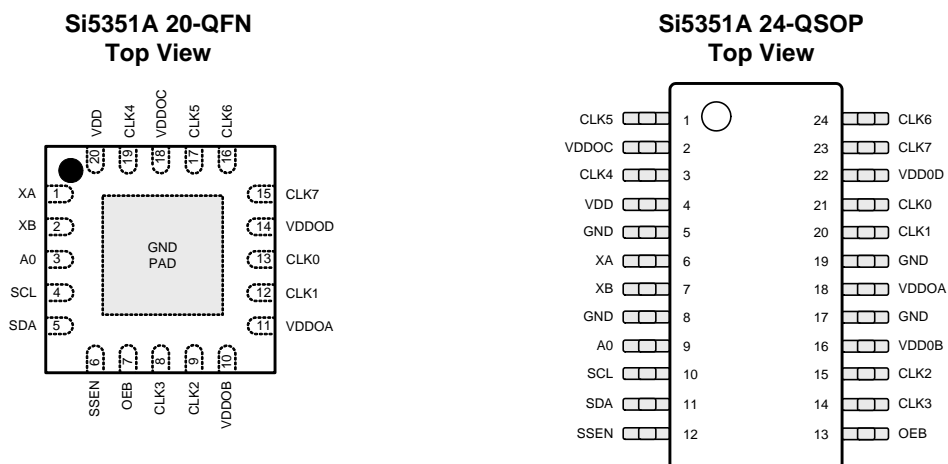 Si5351A 20-QFN
Top View
VDD
CLK4
VDDOC
CLK5
CLK6
20
19
18
17
16
XA 1
XB 2
A0 3
SCL 4
SDA 5
GND
PAD
15 CLK7
14 VDDOD
13 CLK0
12 CLK1
11 VDDOA
6
7
8
9
10
SSEN
OEB
CLK3
CLK2
VDDOB
Si5351A 24-QSOP
Top View
CLK5 1 24 CLK6
VDDOC 2 23 CLK7
CLK4 3 22 VDD0D
VDD 4 21 CLK0
GND 5 20 CLK1
XA 6 19 GND
XB 7 18 VDDOA
GND 8 17 GND
A0 9 16 VDD0B
SCL 10 15 CLK2
SDA 11 14 CLK3
SSEN 12 13 OEB